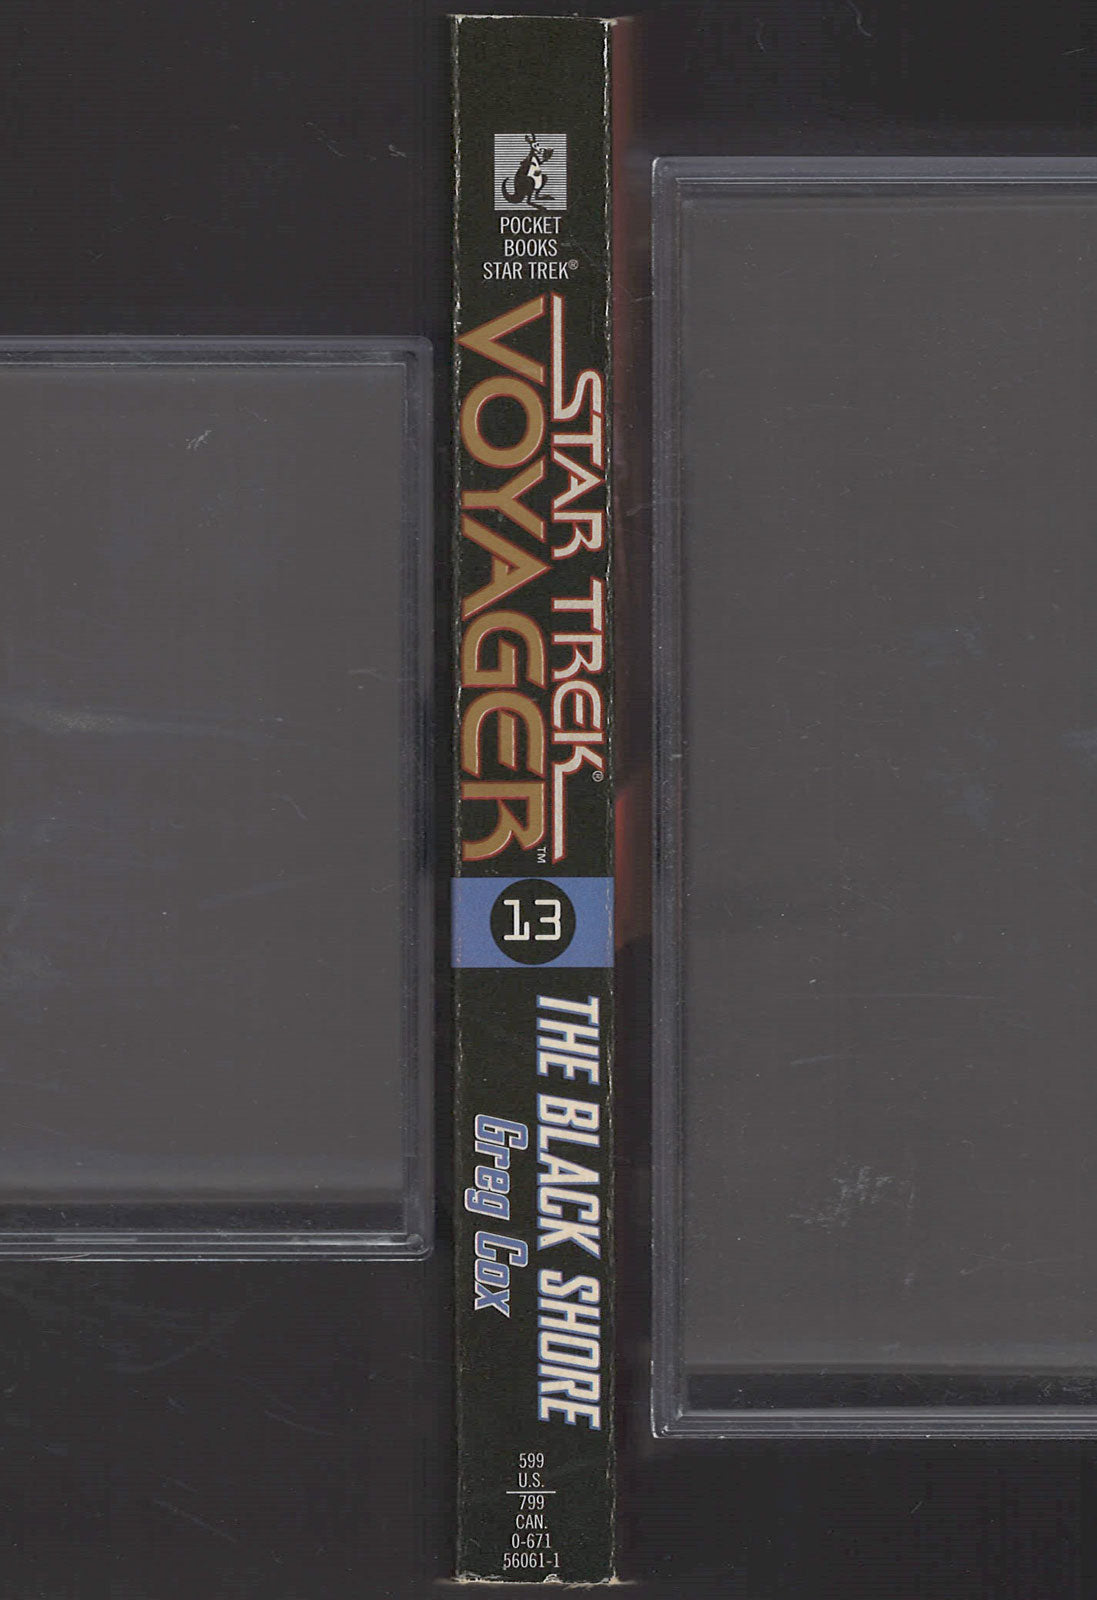 POCKET
BOOKS
STAR TREK®
STAR TREK®
VOYAGER™
13
THE BLACK SHORE
Greg Cox
599
U.S.
799
CAN.
0-671
56061-1